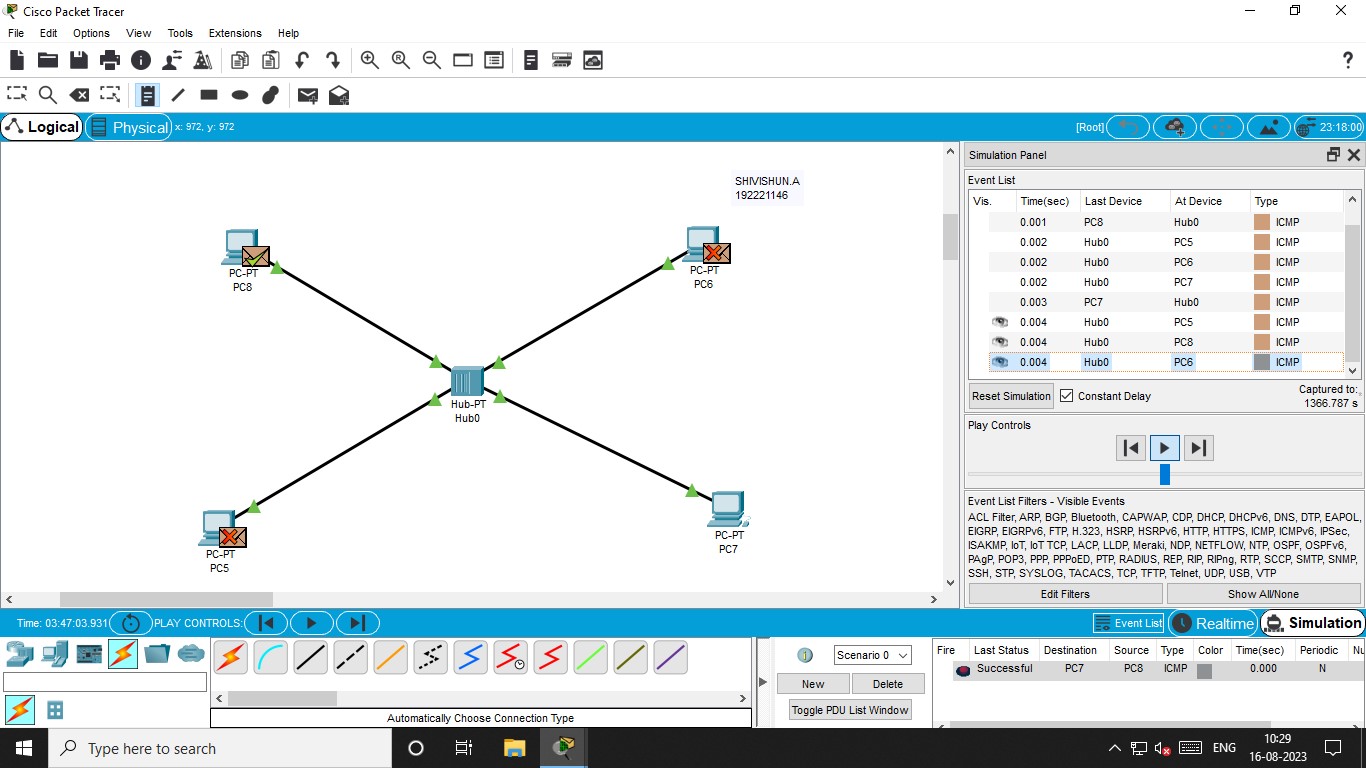 Cisco Packet Tracer
File Edit Options View Tools Extensions Help
Logical
Physical
x: 972, y: 972
[Root]
23:18:00
SHIVISHUN.A
192221146
PC-PT
PC8
PC-PT
PC6
Hub-PT
Hub0
PC-PT
PC5
PC-PT
PC7
Simulation Panel
Event List
Vis. Time(sec) Last Device At Device Type
0.001 PC8 Hub0 ICMP
0.002 Hub0 PC5 ICMP
0.002 Hub0 PC6 ICMP
0.002 Hub0 PC7 ICMP
0.003 PC7 Hub0 ICMP
0.004 Hub0 PC5 ICMP
0.004 Hub0 PC8 ICMP
0.004 Hub0 PC6 ICMP
Reset Simulation
Constant Delay
Captured to:
1366.787 s
Play Controls
Event List Filters - Visible Events
ACL Filter, ARP, BGP, Bluetooth, CAPWAP, CDP, DHCP, DHCPv6, DNS, DTP, EAPOL,
EIGRP, EIGRPv6, FTP, H.323, HSRP, HSRPv6, HTTP, HTTPS, ICMP, ICMPv6, IPSec,
ISAKMP, IoT, IoT TCP, LACP, LLDP, Meraki, NDP, NETFLOW, NTP, OSPF, OSPFv6,
PAgP, POP3, PPP, PPPoED, PTP, RADIUS, REP, RIP, RIPng, RTP, SCCP, SMTP, SNMP,
SSH, STP, SYSLOG, TACACS, TCP, TFTP, Telnet, UDP, USB, VTP
Edit Filters
Show All/None
Time: 03:47:03.931
PLAY CONTROLS:
Event List
Realtime
Simulation
Automatically Choose Connection Type
Scenario 0
New
Delete
Toggle PDU List Window
Fire Last Status Destination Source Type Color Time(sec) Periodic Nu
Successful PC7 PC8 ICMP 0.000 N
Type here to search
ENG
10:29
16-08-2023